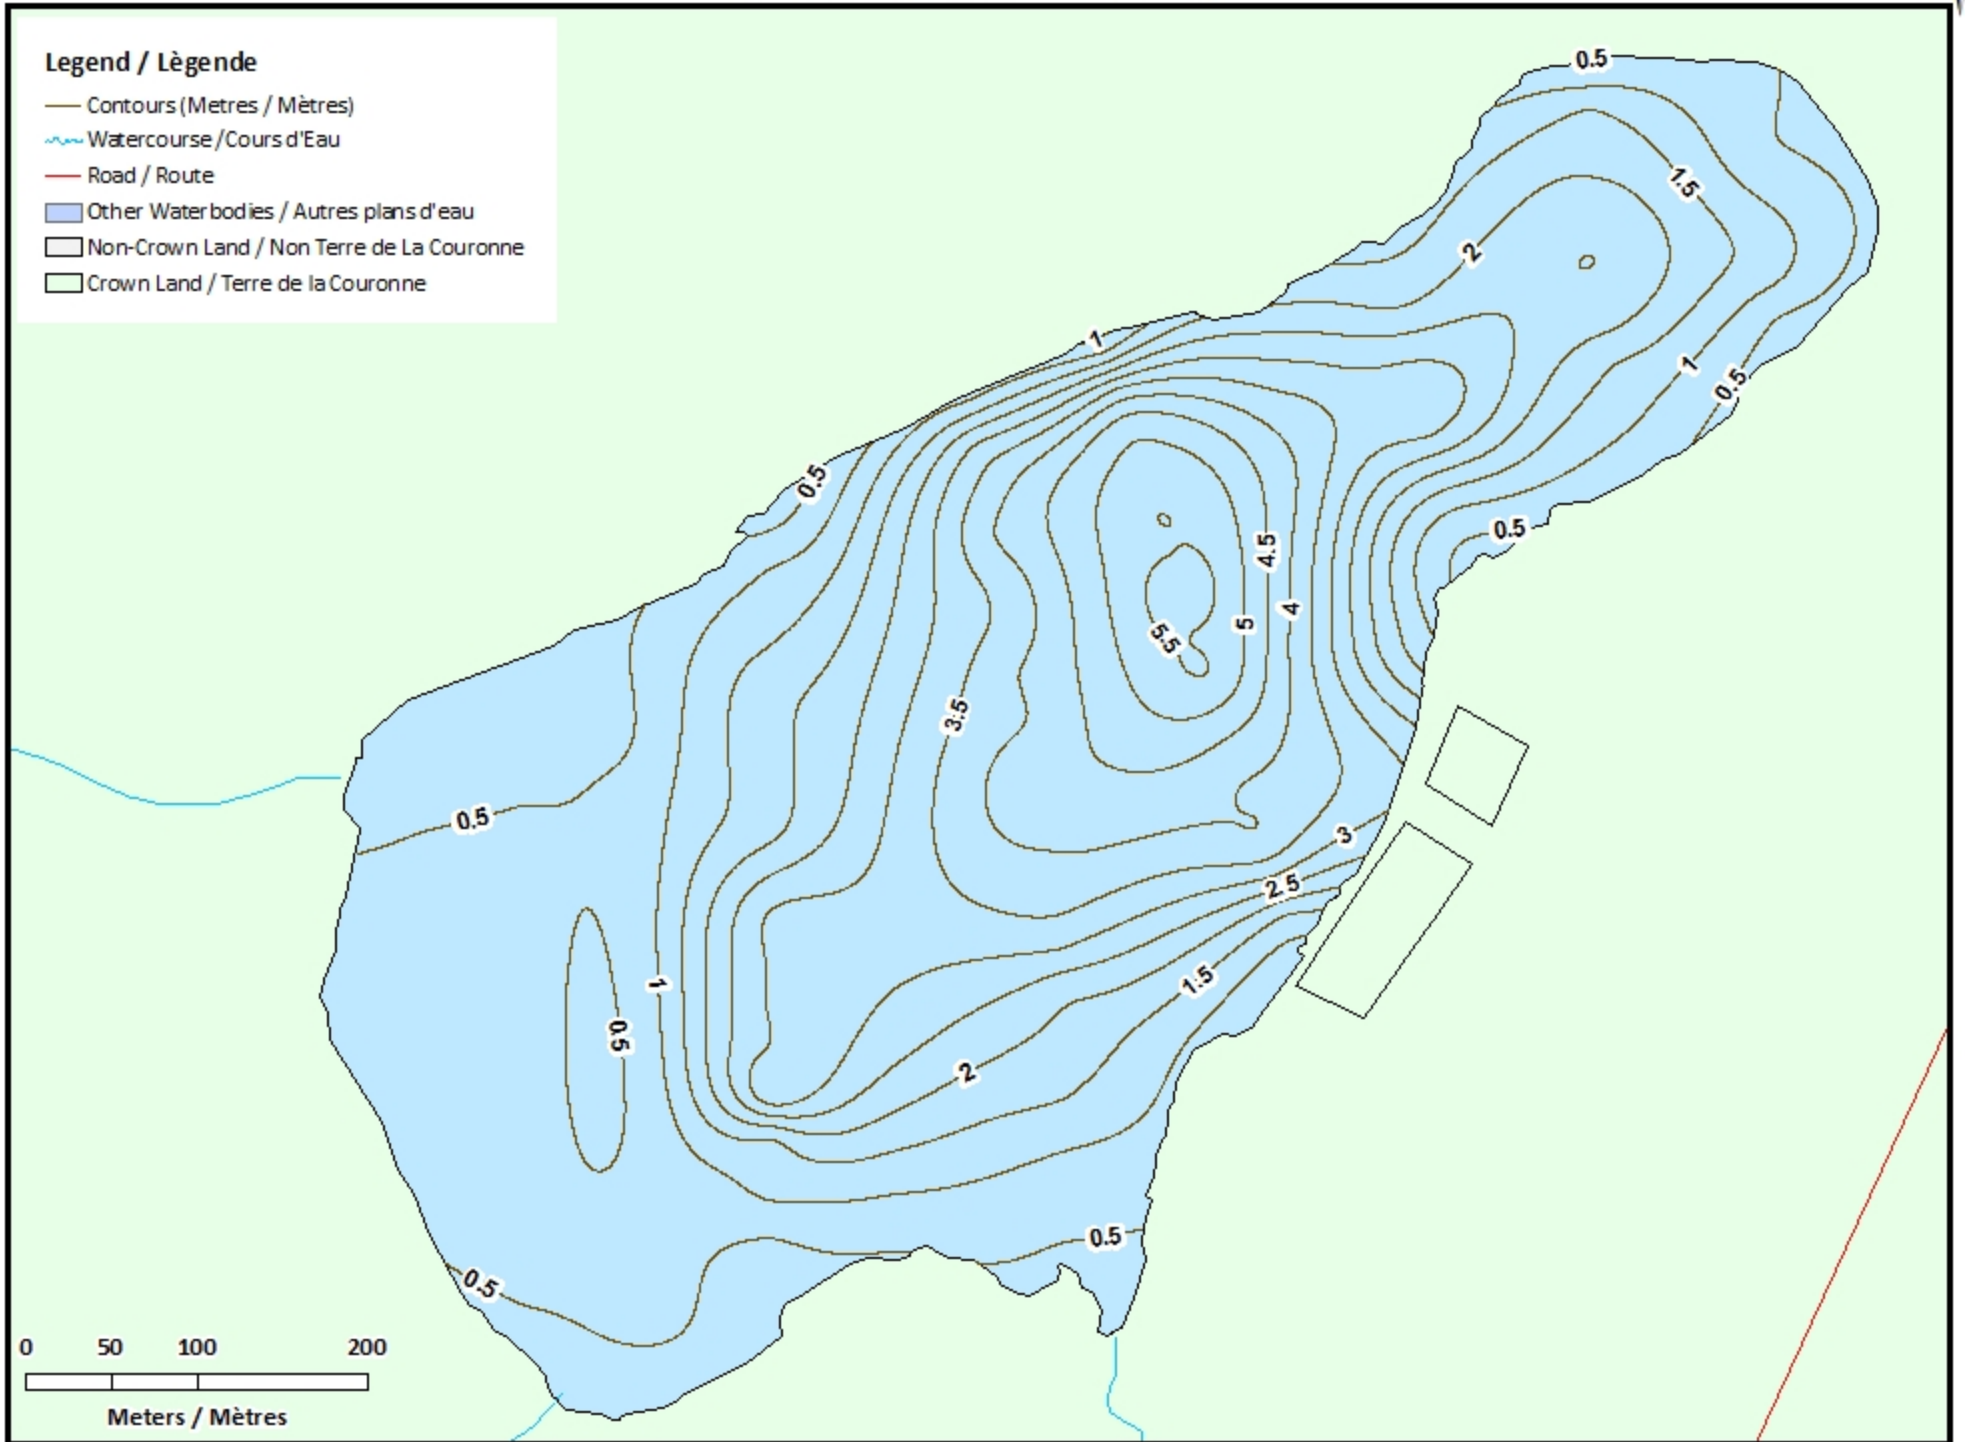 Legend / Lègende
Contours (Metres / Mètres)
Watercourse /Cours d'Eau
Road / Route
Other Waterbodies / Autres plans d'eau
Non-Crown Land / Non Terre de La Couronne
Crown Land / Terre de la Couronne
0.5
1.5
2
1
1
0.5
0.5
0.5
4.5
4
5
5.5
3.5
0.5
3
2.5
1.5
1
0.5
2
0.5
0.5
0 50 100 200
Meters / Mètres